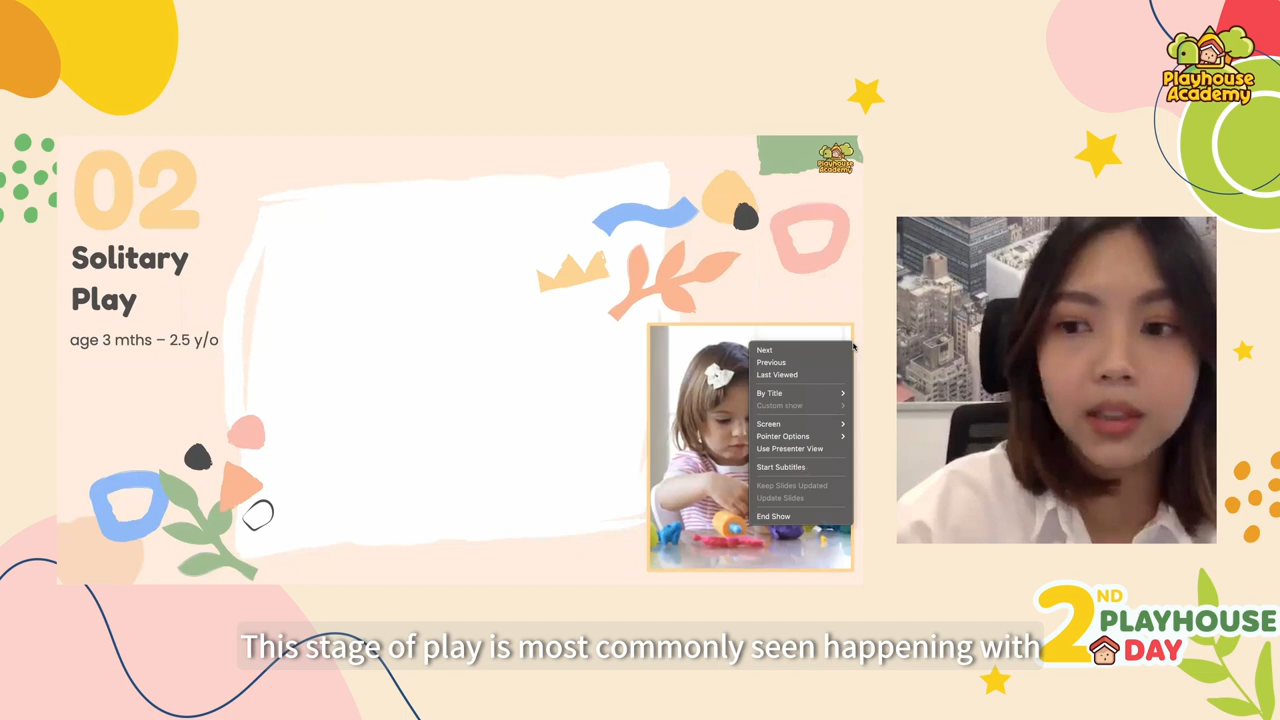 Playhouse
Academy
02
Solitary
Play
age 3 mths – 2.5 y/o
Playhouse
Academy
Next
Previous
Last Viewed
By Title
Custom show
Screen
Pointer Options
Use Presenter View
Start Subtitles
Keep Slides Updated
Update Slides
End Show
2ND
PLAYHOUSE
DAY
This stage of play is most commonly seen happening with